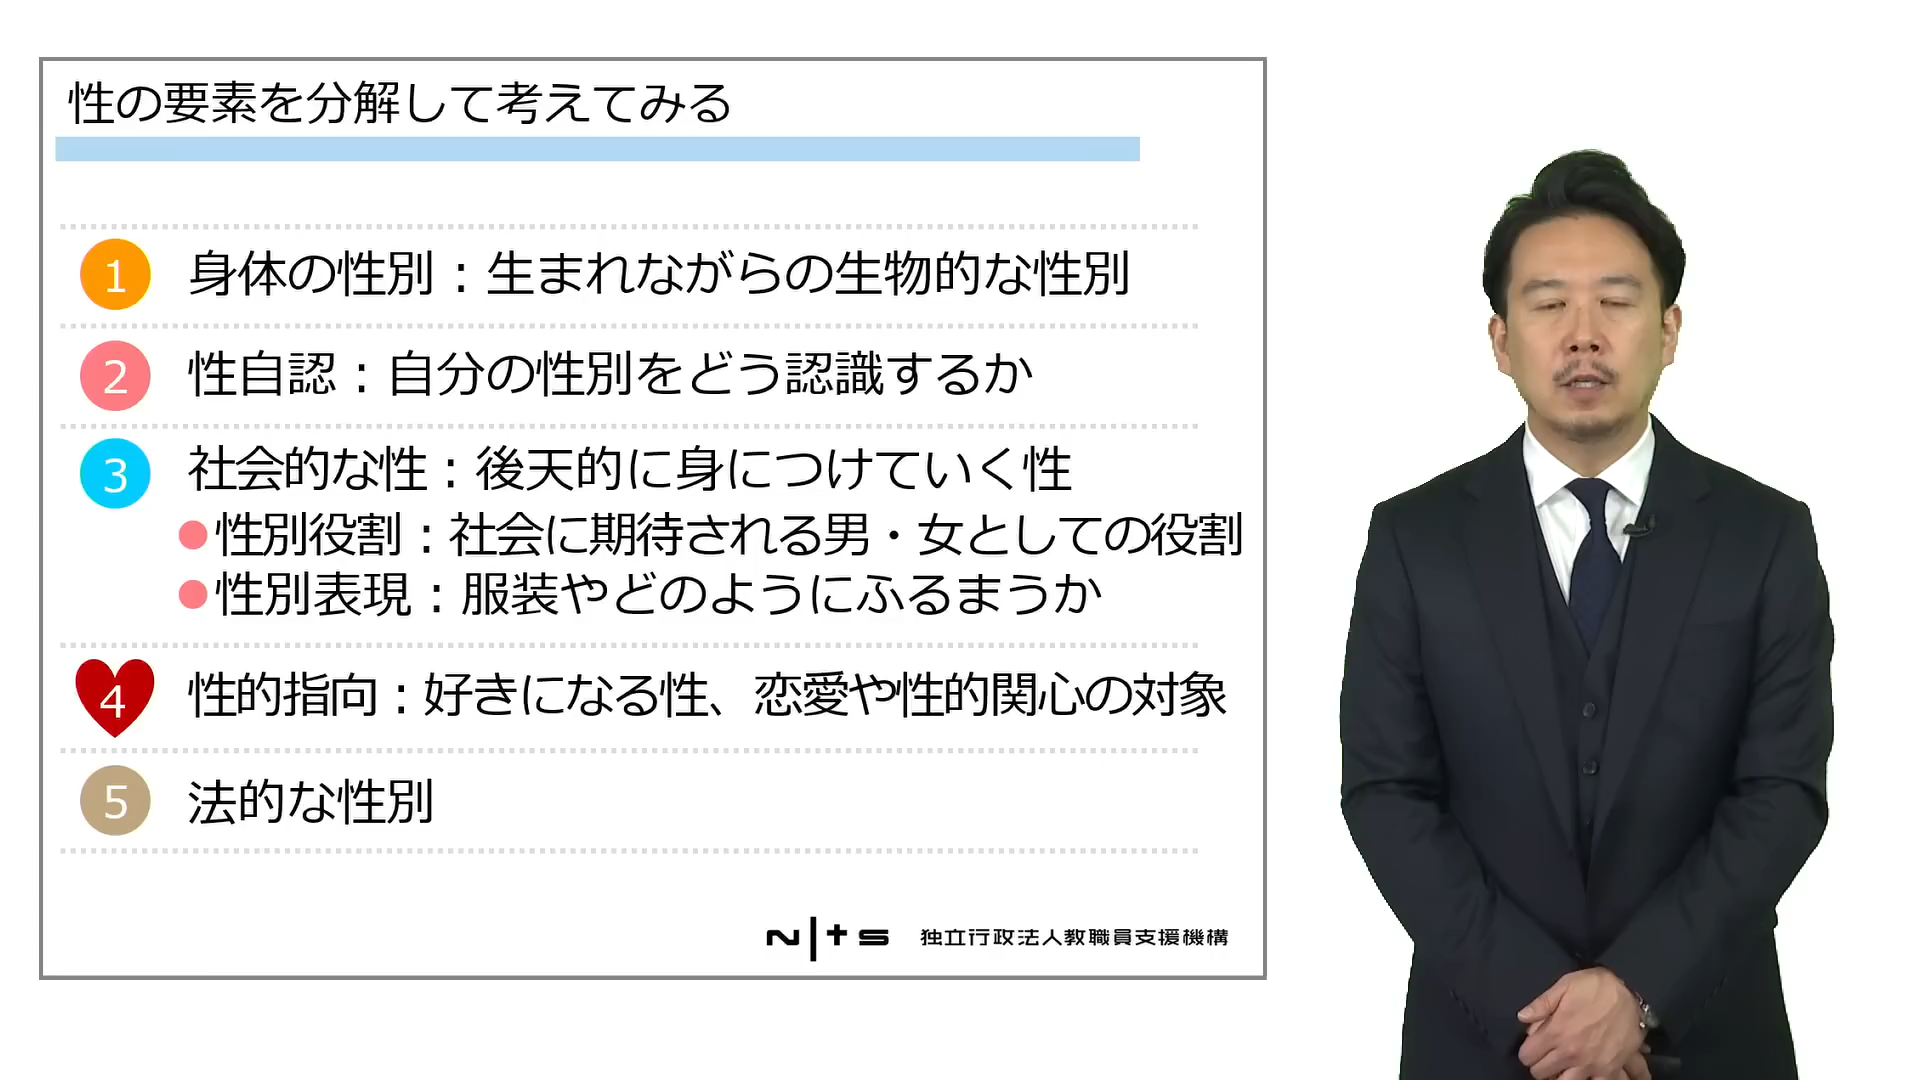 性の要素を分解して考えてみる
1 身体の性別：生まれながらの生物的な性別
2 性自認：自分の性別をどう認識するか
3 社会的な性：後天的に身につけていく性
●性別役割：社会に期待される男・女としての役割
●性別表現：服装やどのようにふるまうか
4 性的指向：好きになる性、恋愛や性的関心の対象
5 法的な性別
NITS 独立行政法人教職員支援機構